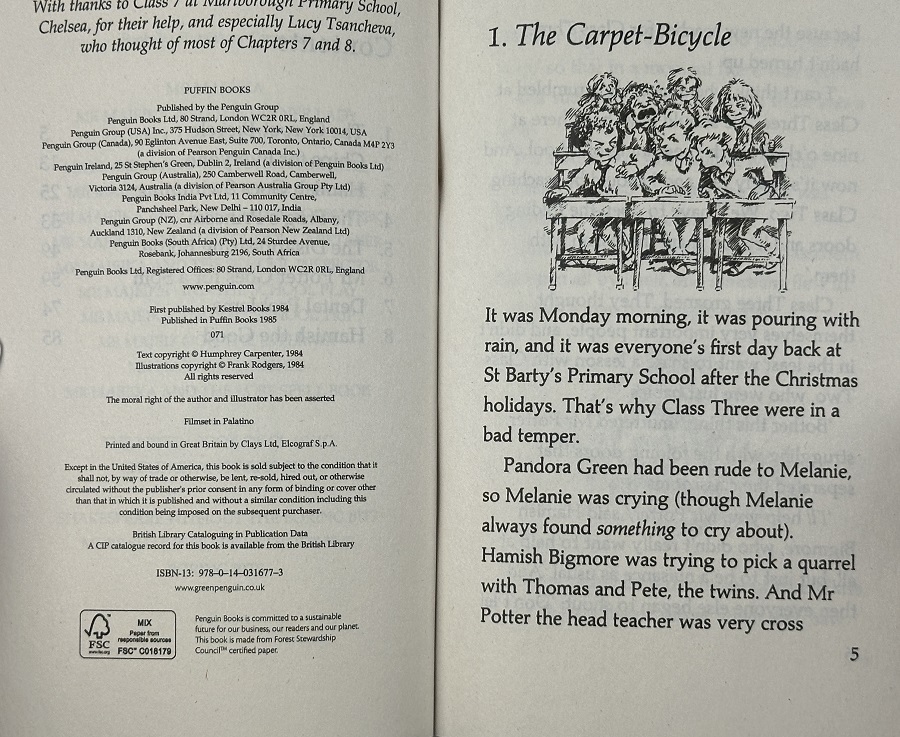 With thanks to Class 7 at Marlborough Primary School,
Chelsea, for their help, and especially Lucy Tsancheva,
who thought of most of Chapters 7 and 8.
PUFFIN BOOKS
Published by the Penguin Group
Penguin Books Ltd, 80 Strand, London WC2R 0RL, England
Penguin Group (USA) Inc., 375 Hudson Street, New York, New York 10014, USA
Penguin Group (Canada), 90 Eglinton Avenue East, Suite 700, Toronto, Ontario, Canada M4P 2Y3
(a division of Pearson Penguin Canada Inc.)
Penguin Ireland, 25 St Stephen's Green, Dublin 2, Ireland (a division of Penguin Books Ltd)
Penguin Group (Australia), 250 Camberwell Road, Camberwell,
Victoria 3124, Australia (a division of Pearson Australia Group Pty Ltd)
Penguin Books India Pvt Ltd, 11 Community Centre,
Panchsheel Park, New Delhi – 110 017, India
Penguin Group (NZ), cnr Airborne and Rosedale Roads, Albany,
Auckland 1310, New Zealand (a division of Pearson New Zealand Ltd)
Penguin Books (South Africa) (Pty) Ltd, 24 Sturdee Avenue,
Rosebank, Johannesburg 2196, South Africa
Penguin Books Ltd, Registered Offices: 80 Strand, London WC2R 0RL, England
www.penguin.com
First published by Kestrel Books 1984
Published in Puffin Books 1985
071
Text copyright © Humphrey Carpenter, 1984
Illustrations copyright © Frank Rodgers, 1984
All rights reserved
The moral right of the author and illustrator has been asserted
Filmset in Palatino
Printed and bound in Great Britain by Clays Ltd, Elcograf S.p.A.
Except in the United States of America, this book is sold subject to the condition that it
shall not, by way of trade or otherwise, be lent, re-sold, hired out, or otherwise
circulated without the publisher's prior consent in any form of binding or cover other
than that in which it is published and without a similar condition including this
condition being imposed on the subsequent purchaser.
British Library Cataloguing in Publication Data
A CIP catalogue record for this book is available from the British Library
ISBN-13: 978–0–14–031677–3
www.greenpenguin.co.uk
MIX
Paper from
responsible sources
FSC
www.fsc.org
FSC® C018179
Penguin Books is committed to a sustainable
future for our business, our readers and our planet.
This book is made from Forest Stewardship
Council™ certified paper.
1. The Carpet-Bicycle
It was Monday morning, it was pouring with
rain, and it was everyone's first day back at
St Barty's Primary School after the Christmas
holidays. That's why Class Three were in a
bad temper.
Pandora Green had been rude to Melanie,
so Melanie was crying (though Melanie
always found something to cry about).
Hamish Bigmore was trying to pick a quarrel
with Thomas and Pete, the twins. And Mr
Potter the head teacher was very cross
5